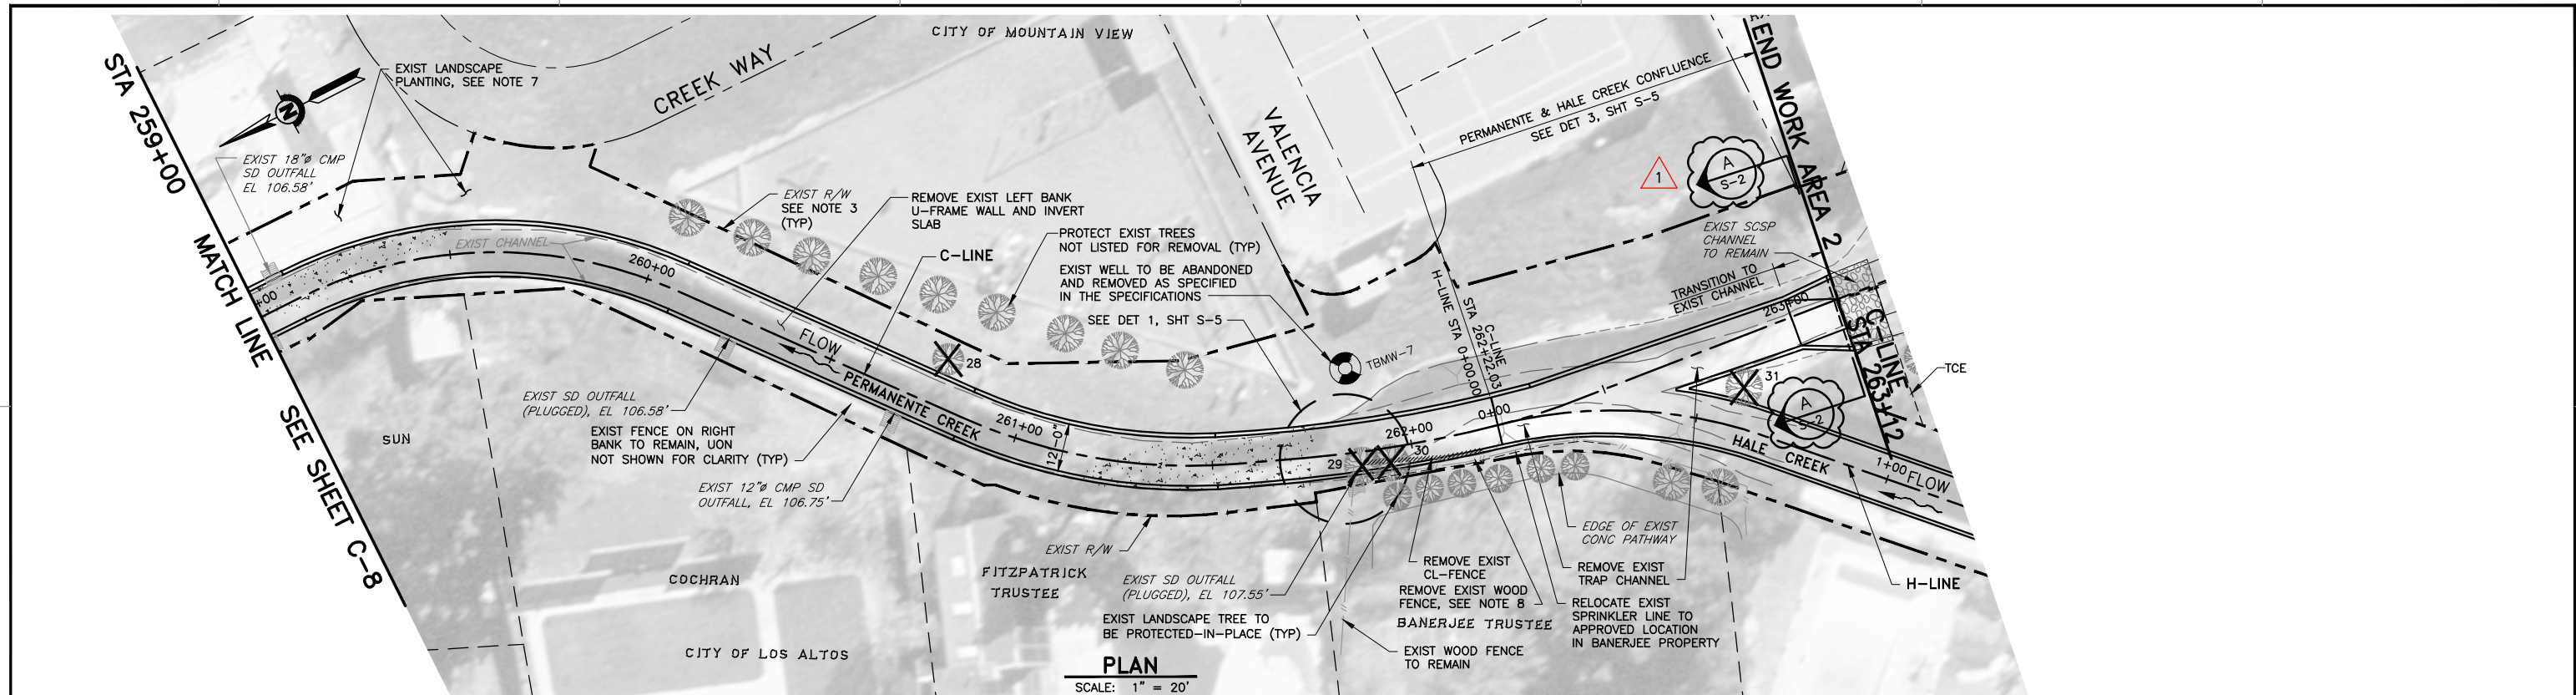 CITY OF MOUNTAIN VIEW
STA 259+00
MATCH LINE
SEE SHEET C-8
N
EXIST LANDSCAPE
PLANTING, SEE NOTE 7
CREEK WAY
EXIST 18"ø CMP
SD OUTFALL
EL 106.58'
EXIST R/W
SEE NOTE 3
(TYP)
REMOVE EXIST LEFT BANK
U-FRAME WALL AND INVERT
SLAB
PROTECT EXIST TREES
NOT LISTED FOR REMOVAL (TYP)
C-LINE
EXIST WELL TO BE ABANDONED
AND REMOVED AS SPECIFIED
IN THE SPECIFICATIONS
SEE DET 1, SHT S-5
VALENCIA
AVENUE
PERMANENTE & HALE CREEK CONFLUENCE
SEE DET 3, SHT S-5
END WORK AREA 2
1
A
S-2
EXIST SCSP
CHANNEL
TO REMAIN
TRANSITION TO
EXIST CHANNEL
C-LINE
STA 263+12
TCE
EXIST CHANNEL
+00
260+00
FLOW
PERMANENTE CREEK
28
261+00
12'-0"
TBMW-7
H-LINE STA 0+00.00
C-LINE
STA 262+22.03
0+00
262+00
263+00
29
30
31
A
S-2
HALE CREEK
1+00
FLOW
H-LINE
EXIST SD OUTFALL
(PLUGGED), EL 106.58'
EXIST FENCE ON RIGHT
BANK TO REMAIN, UON
NOT SHOWN FOR CLARITY (TYP)
EXIST 12"ø CMP SD
OUTFALL, EL 106.75'
SUN
COCHRAN
CITY OF LOS ALTOS
FITZPATRICK
TRUSTEE
EXIST R/W
EXIST SD OUTFALL
(PLUGGED), EL 107.55'
EXIST LANDSCAPE TREE TO
BE PROTECTED-IN-PLACE (TYP)
REMOVE EXIST
CL-FENCE
REMOVE EXIST WOOD
FENCE, SEE NOTE 8
BANERJEE TRUSTEE
EXIST WOOD FENCE
TO REMAIN
EDGE OF EXIST
CONC PATHWAY
REMOVE EXIST
TRAP CHANNEL
RELOCATE EXIST
SPRINKLER LINE TO
APPROVED LOCATION
IN BANERJEE PROPERTY
PLAN
SCALE: 1" = 20'